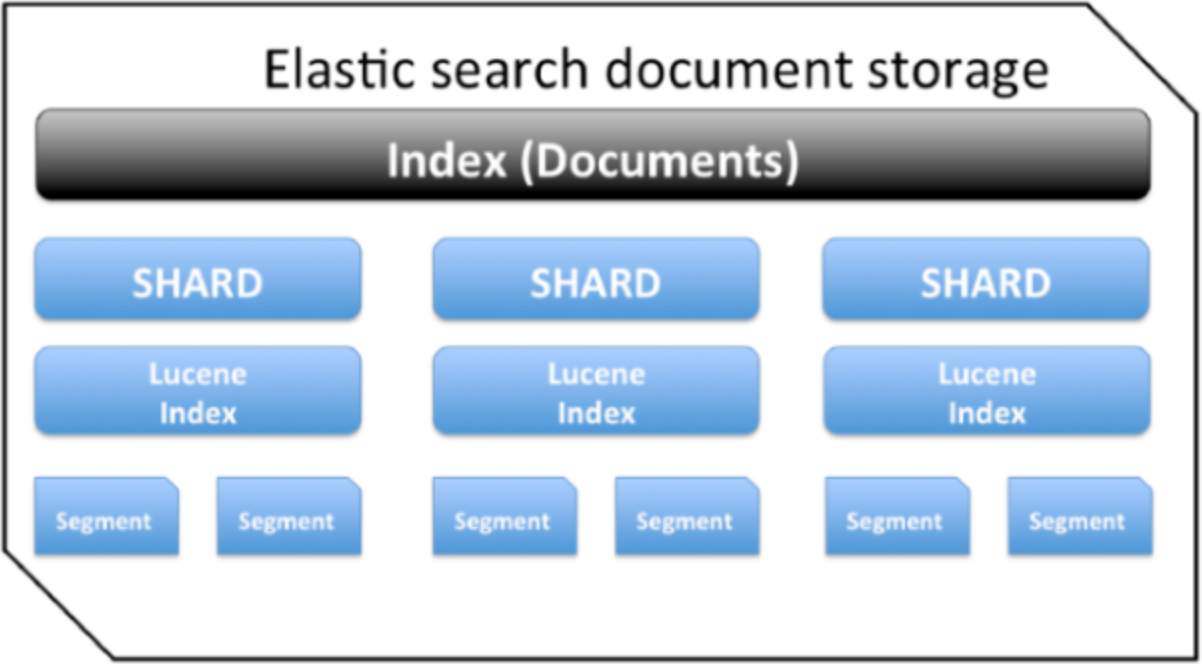 Elastic search document storage
Index (Documents)
SHARD
SHARD
SHARD
Lucene
Index
Lucene
Index
Lucene
Index
Segment
Segment
Segment
Segment
Segment
Segment